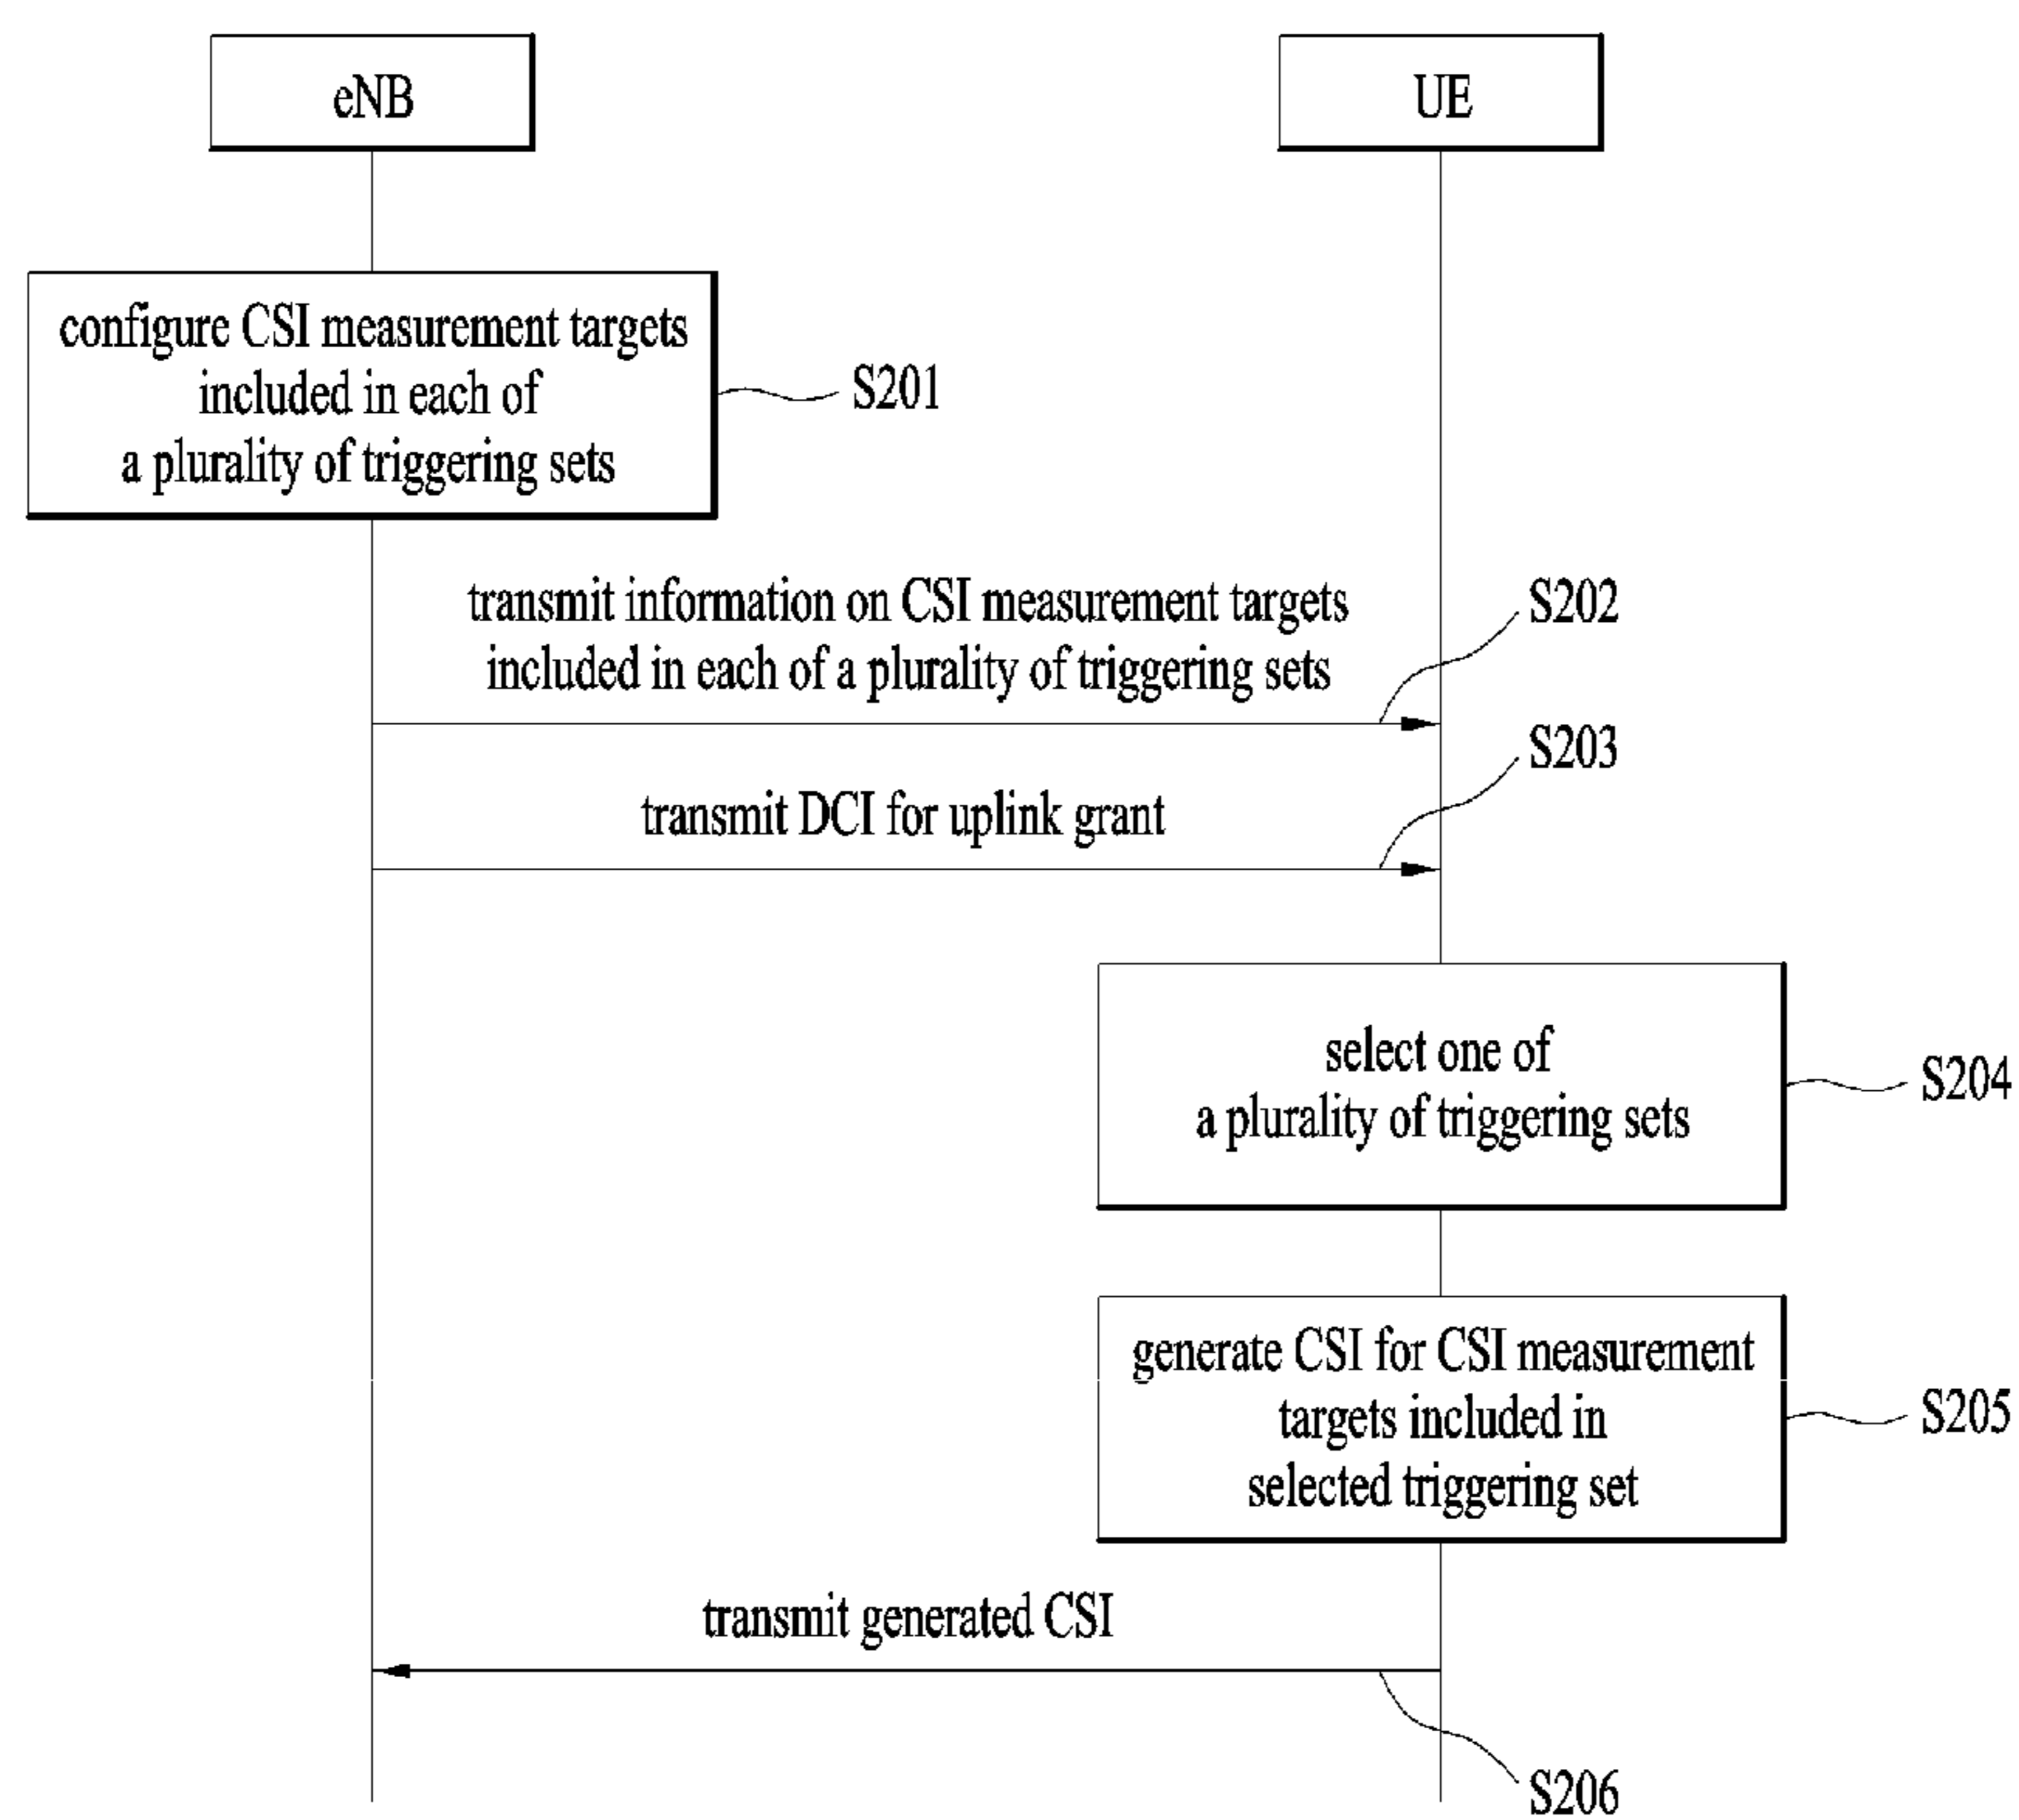 eNB
UE
configure CSI measurement targets
included in each of
a plurality of triggering sets
S201
transmit information on CSI measurement targets
included in each of a plurality of triggering sets
S202
S203
transmit DCI for uplink grant
select one of
a plurality of triggering sets
S204
generate CSI for CSI measurement
targets included in
selected triggering set
S205
transmit generated CSI
S206